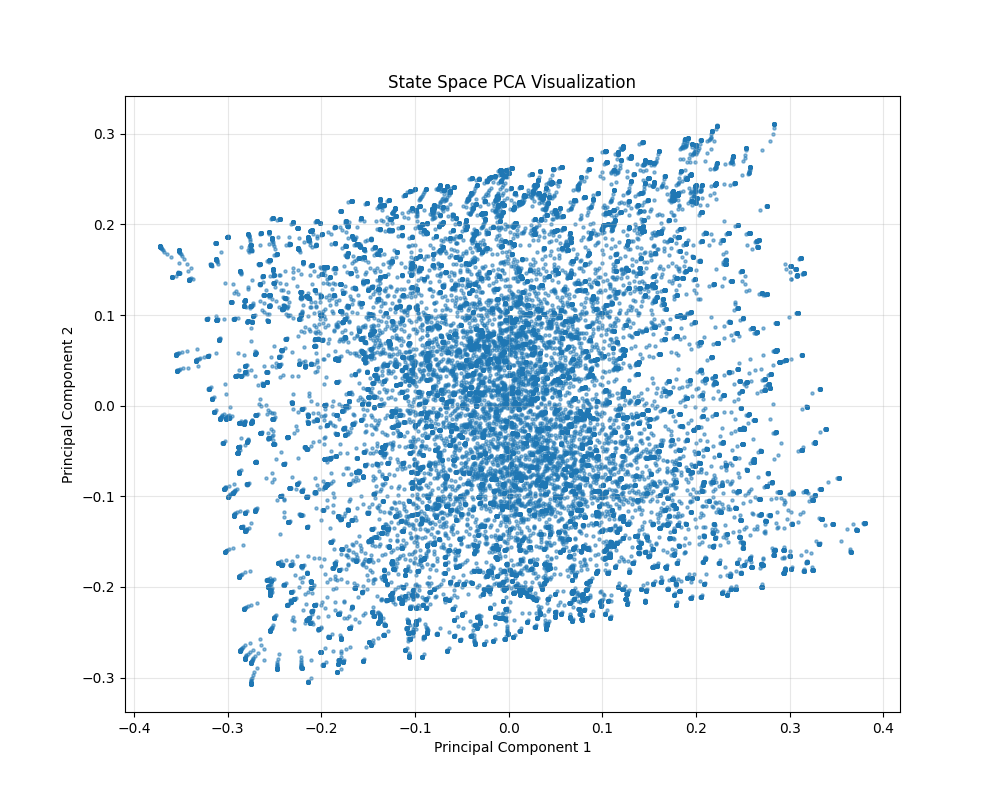 State Space PCA Visualization
0.3
0.2
0.1
0.0
−0.1
−0.2
−0.3
Principal Component 2
−0.4 −0.3 −0.2 −0.1 0.0 0.1 0.2 0.3 0.4
Principal Component 1